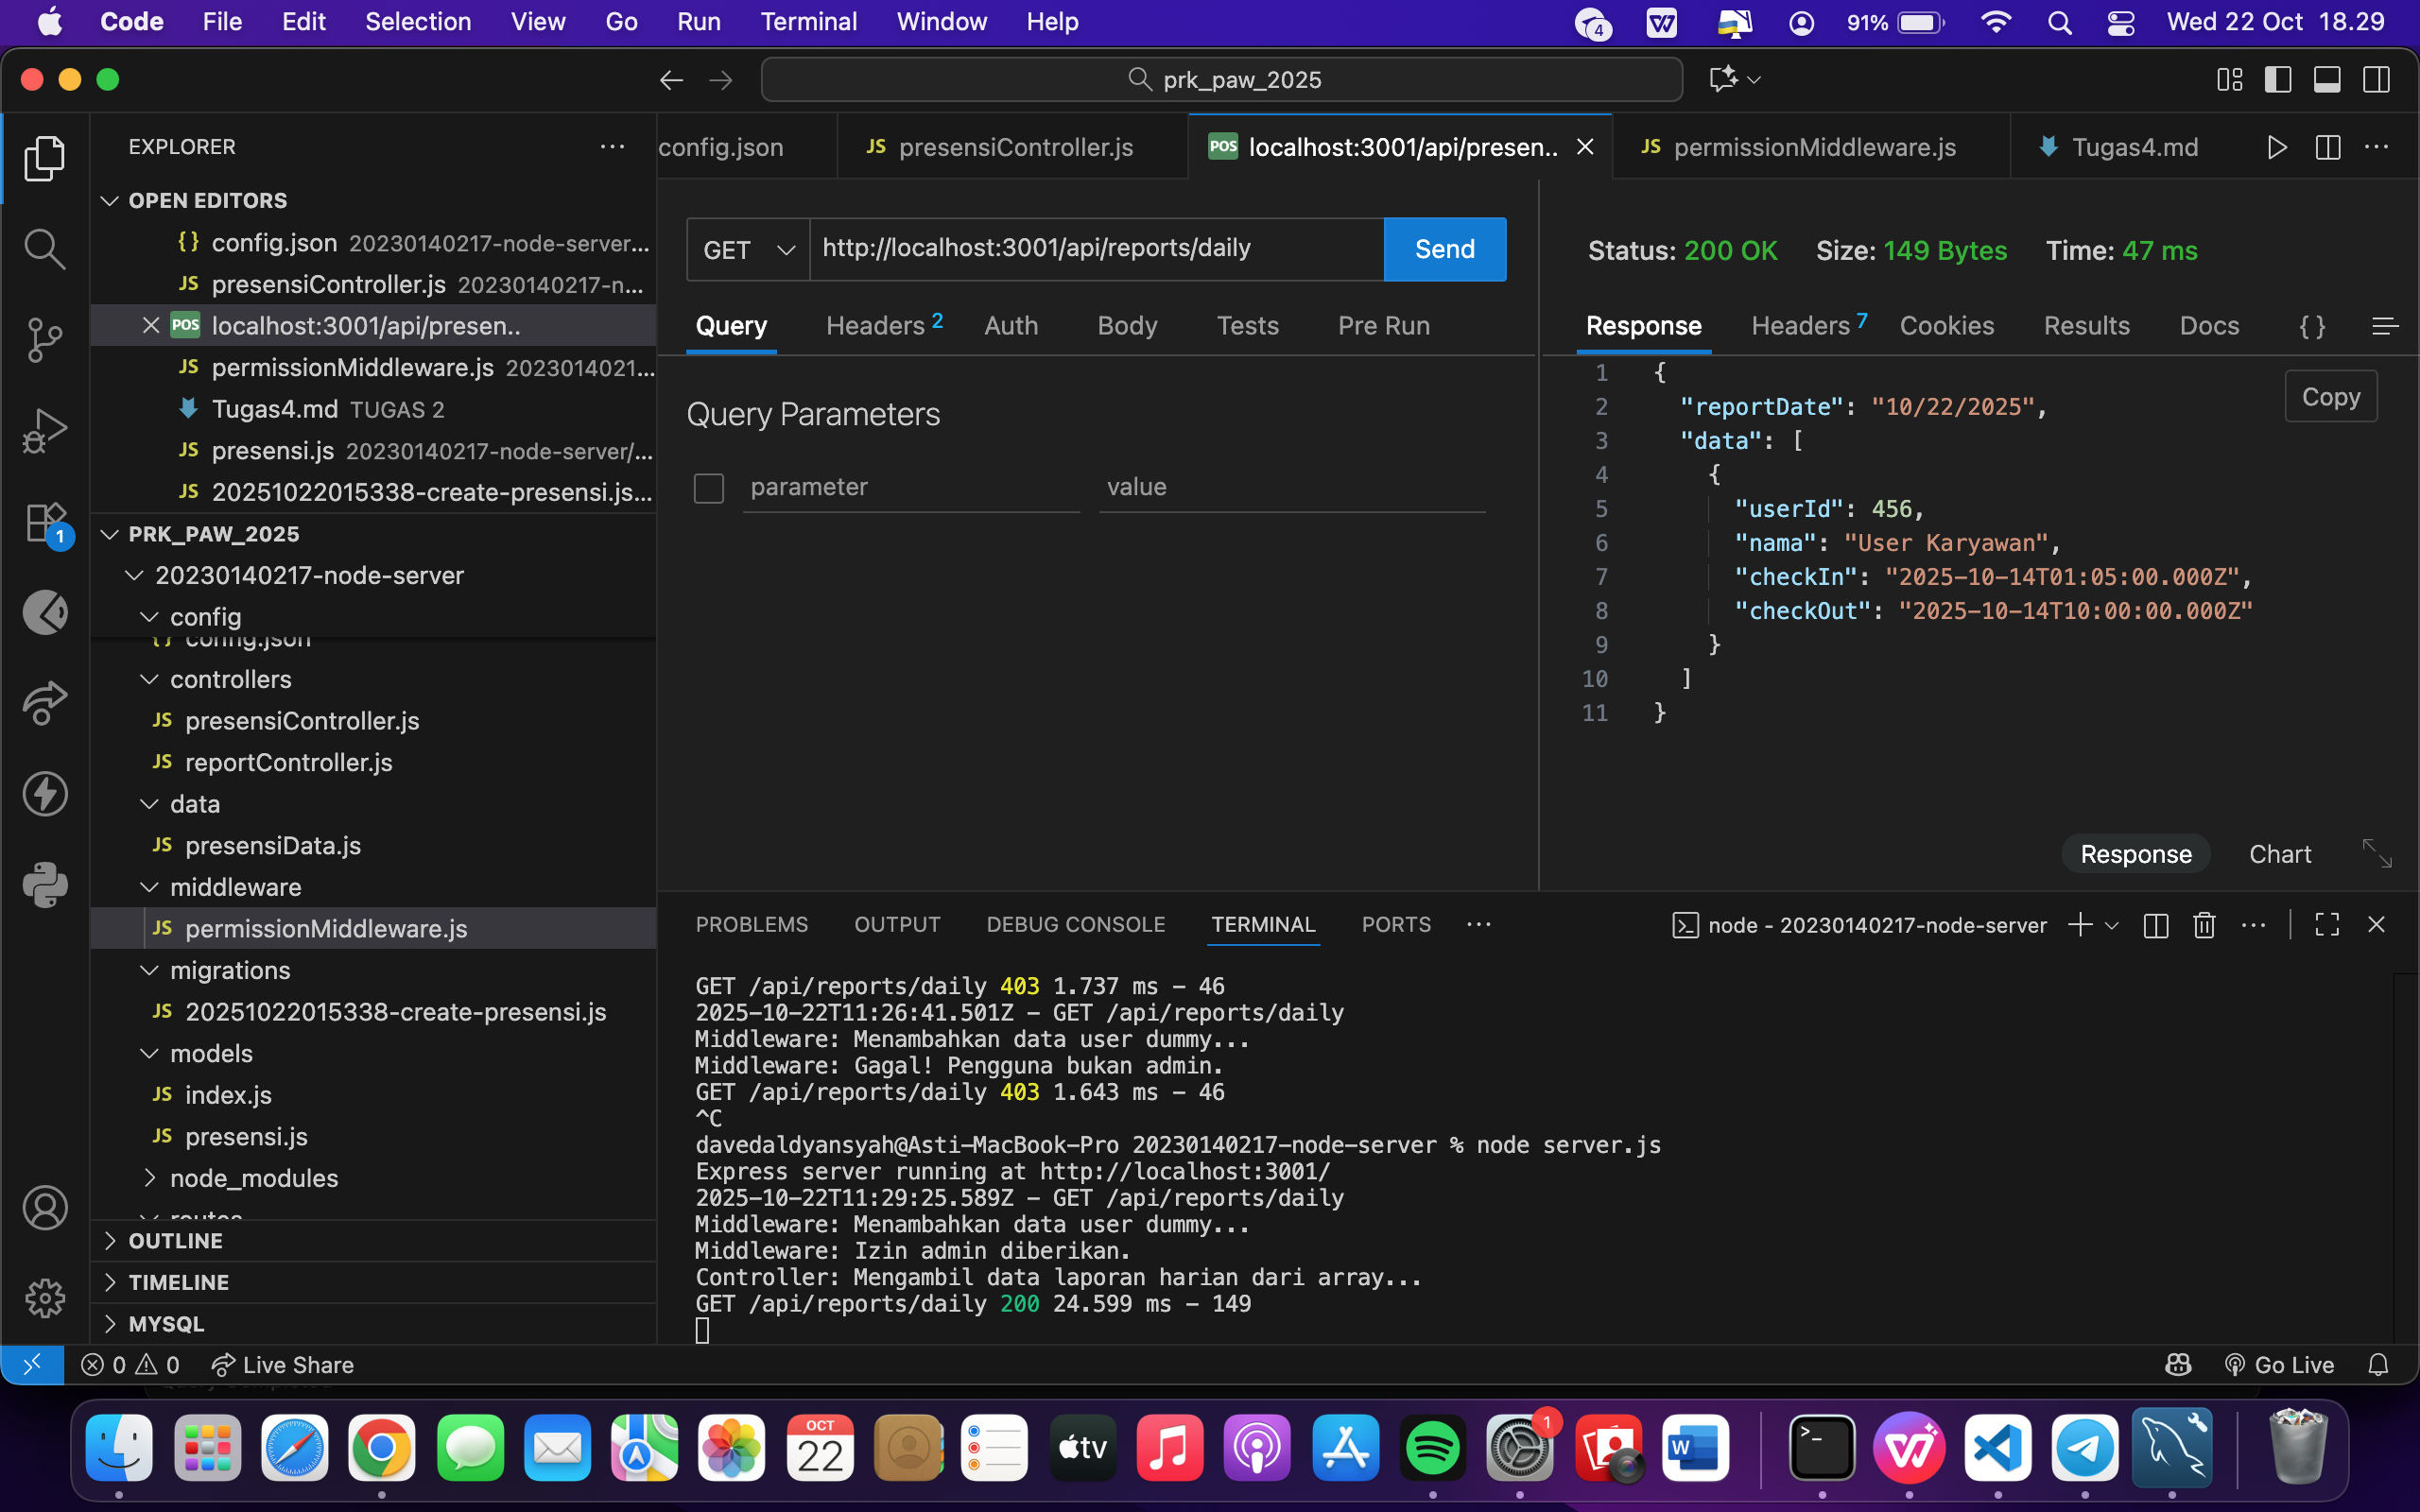 Code File Edit Selection View Go Run Terminal Window Help
4 91% Wed 22 Oct 18.29
prk_paw_2025
EXPLORER
config.json
JS presensiController.js
POS localhost:3001/api/presen..
JS permissionMiddleware.js
Tugas4.md
OPEN EDITORS
{} config.json 20230140217-node-server...
JS presensiController.js 20230140217-n...
POS localhost:3001/api/presen..
JS permissionMiddleware.js 2023014021...
Tugas4.md TUGAS 2
JS presensi.js 20230140217-node-server/...
JS 20251022015338-create-presensi.js...
1
PRK_PAW_2025
20230140217-node-server
config
{} config.json
controllers
JS presensiController.js
JS reportController.js
data
JS presensiData.js
middleware
JS permissionMiddleware.js
migrations
JS 20251022015338-create-presensi.js
models
JS index.js
JS presensi.js
node_modules
routes
OUTLINE
TIMELINE
MYSQL
GET http://localhost:3001/api/reports/daily Send
Query Headers 2 Auth Body Tests Pre Run
Query Parameters
parameter value
Status: 200 OK Size: 149 Bytes Time: 47 ms
Response Headers 7 Cookies Results Docs { }
Copy
1 {
2 "reportDate": "10/22/2025",
3 "data": [
4 {
5 "userId": 456,
6 "nama": "User Karyawan",
7 "checkIn": "2025-10-14T01:05:00.000Z",
8 "checkOut": "2025-10-14T10:00:00.000Z"
9 }
10 ]
11 }
Response Chart
PROBLEMS OUTPUT DEBUG CONSOLE TERMINAL PORTS
node - 20230140217-node-server
GET /api/reports/daily 403 1.737 ms - 46
2025-10-22T11:26:41.501Z - GET /api/reports/daily
Middleware: Menambahkan data user dummy...
Middleware: Gagal! Pengguna bukan admin.
GET /api/reports/daily 403 1.643 ms - 46
^C
davedaldyansyah@Asti-MacBook-Pro 20230140217-node-server % node server.js
Express server running at http://localhost:3001/
2025-10-22T11:29:25.589Z - GET /api/reports/daily
Middleware: Menambahkan data user dummy...
Middleware: Izin admin diberikan.
Controller: Mengambil data laporan harian dari array...
GET /api/reports/daily 200 24.599 ms - 149
0 0 Live Share
Go Live
OCT
22
tv
1
W